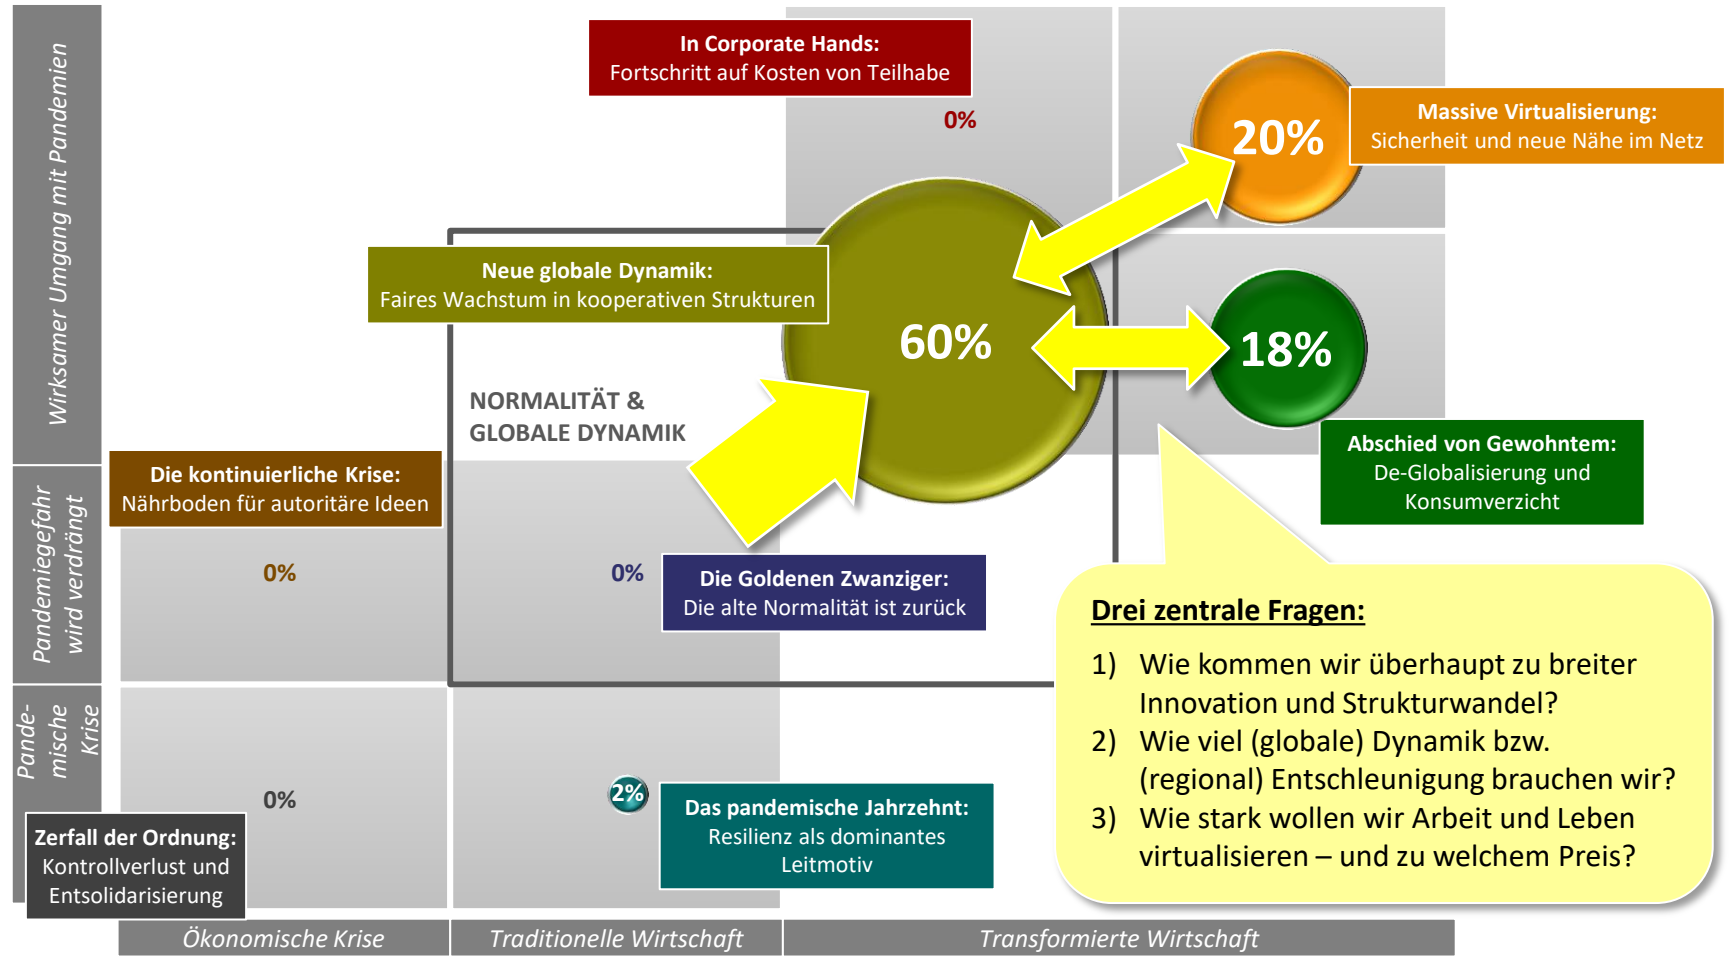 Wirksamer Umgang mit Pandemien
In Corporate Hands:
Fortschritt auf Kosten von Teilhabe
0%
20%
Massive Virtualisierung:
Sicherheit und neue Nähe im Netz
Neue globale Dynamik:
Faires Wachstum in kooperativen Strukturen
60%
18%
NORMALITÄT &
GLOBALE DYNAMIK
Abschied von Gewohntem:
De-Globalisierung und
Konsumverzicht
Pandemiegefahr
wird verdrängt
Die kontinuierliche Krise:
Nährboden für autoritäre Ideen
0%
0%
Die Goldenen Zwanziger:
Die alte Normalität ist zurück
Drei zentrale Fragen:
1) Wie kommen wir überhaupt zu breiter
Innovation und Strukturwandel?
2) Wie viel (globale) Dynamik bzw.
(regional) Entschleunigung brauchen wir?
3) Wie stark wollen wir Arbeit und Leben
virtualisieren – und zu welchem Preis?
Pande-
mische
Krise
0%
2%
Das pandemische Jahrzehnt:
Resilienz als dominantes
Leitmotiv
Zerfall der Ordnung:
Kontrollverlust und
Entsolidarisierung
Ökonomische Krise
Traditionelle Wirtschaft
Transformierte Wirtschaft